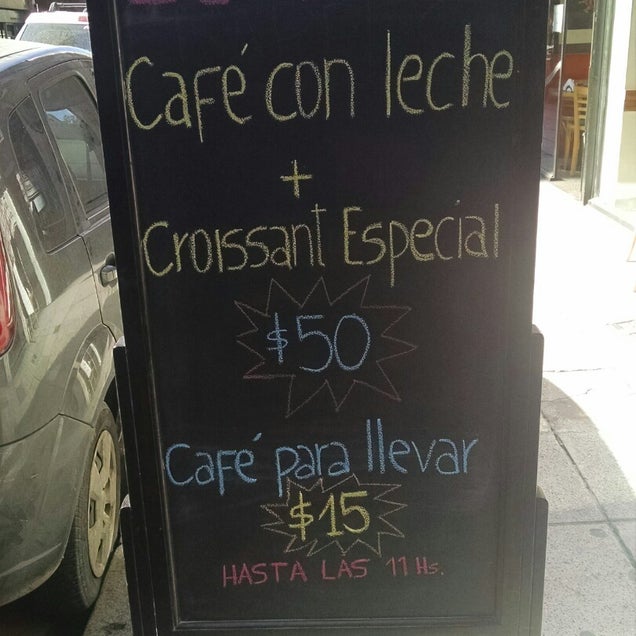 Café con leche
+
Croissant Especial
$50
Café para llevar
$15
HASTA LAS 11 Hs.